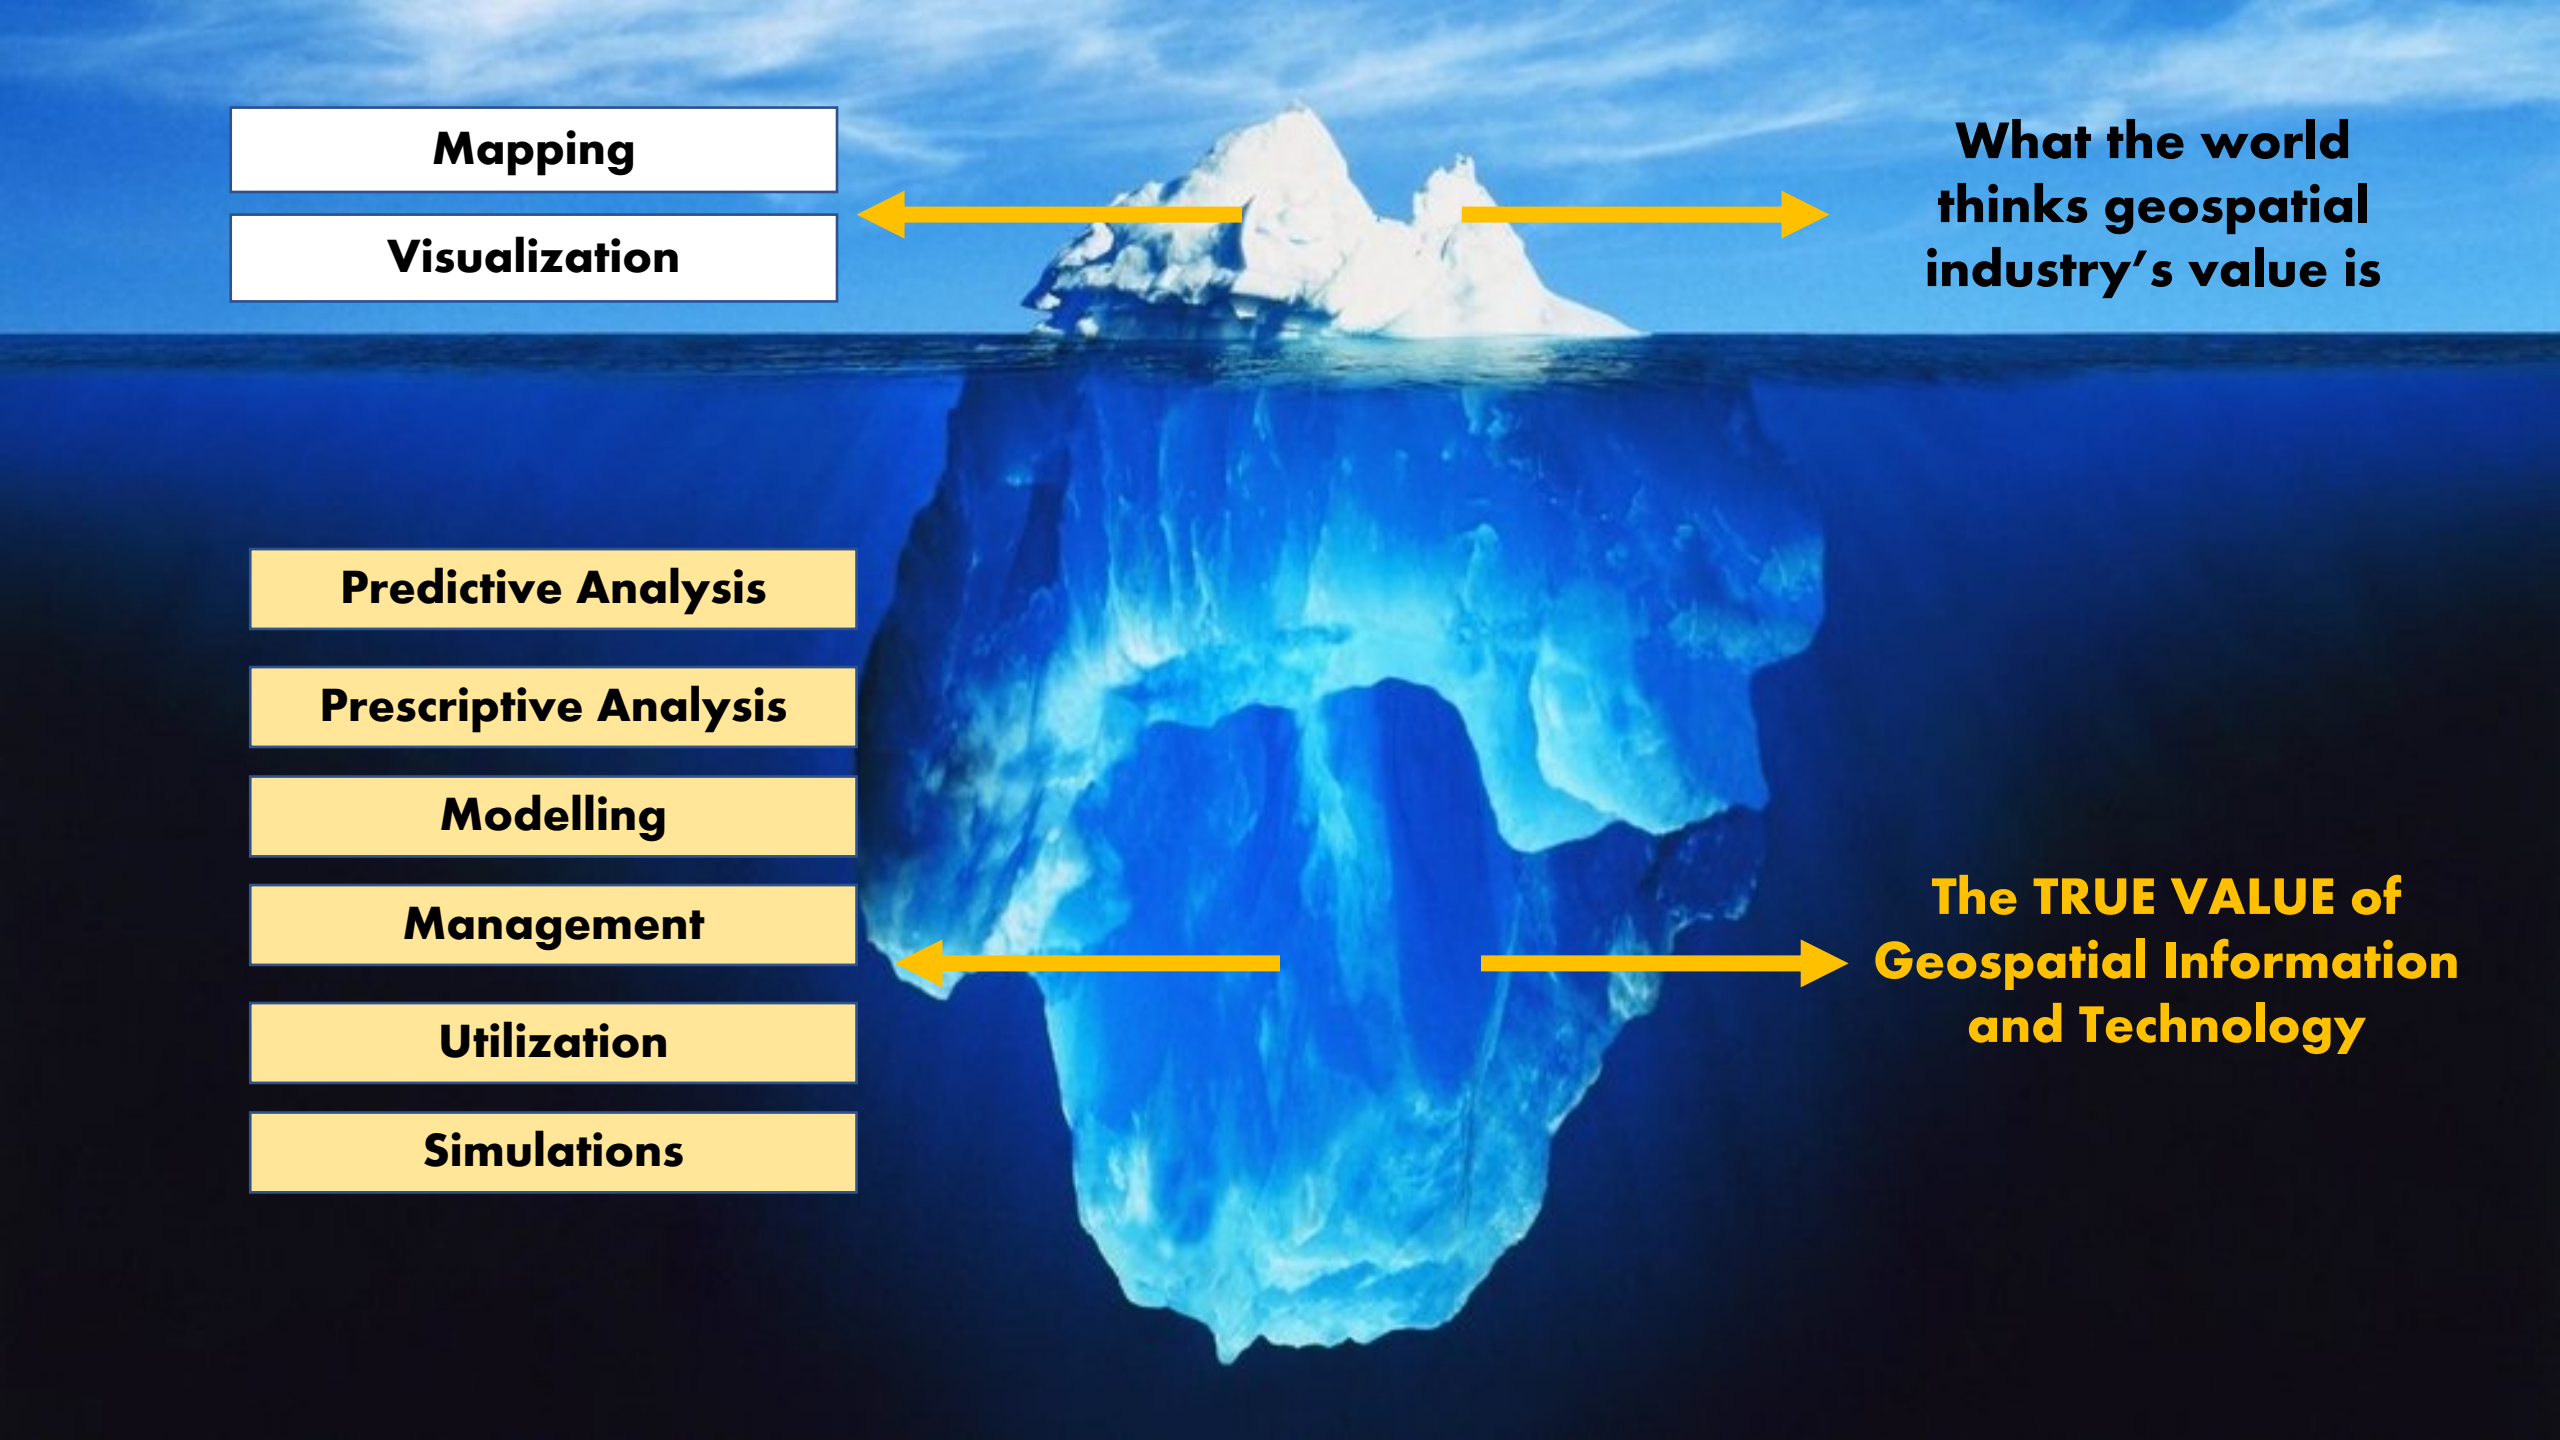 Mapping
Visualization
What the world
thinks geospatial
industry’s value is
Predictive Analysis
Prescriptive Analysis
Modelling
Management
Utilization
Simulations
The TRUE VALUE of
Geospatial Information
and Technology